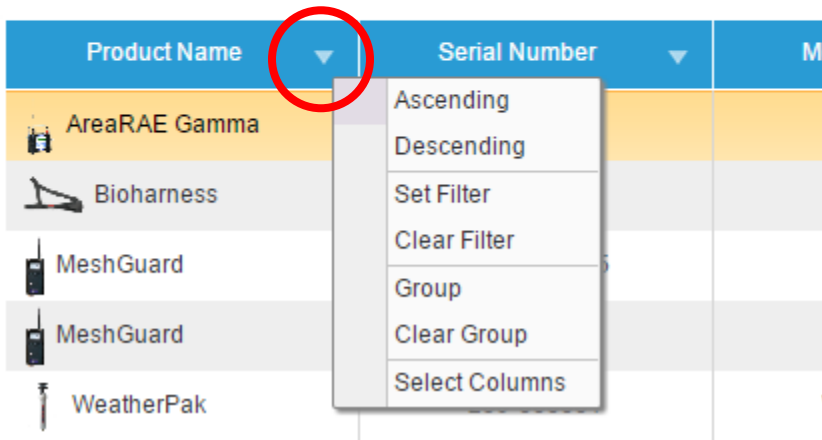 Product Name
Serial Number
M
Ascending
AreaRAE Gamma
Descending
Bioharness
Set Filter
Clear Filter
MeshGuard
Group
MeshGuard
Clear Group
Select Columns
WeatherPak